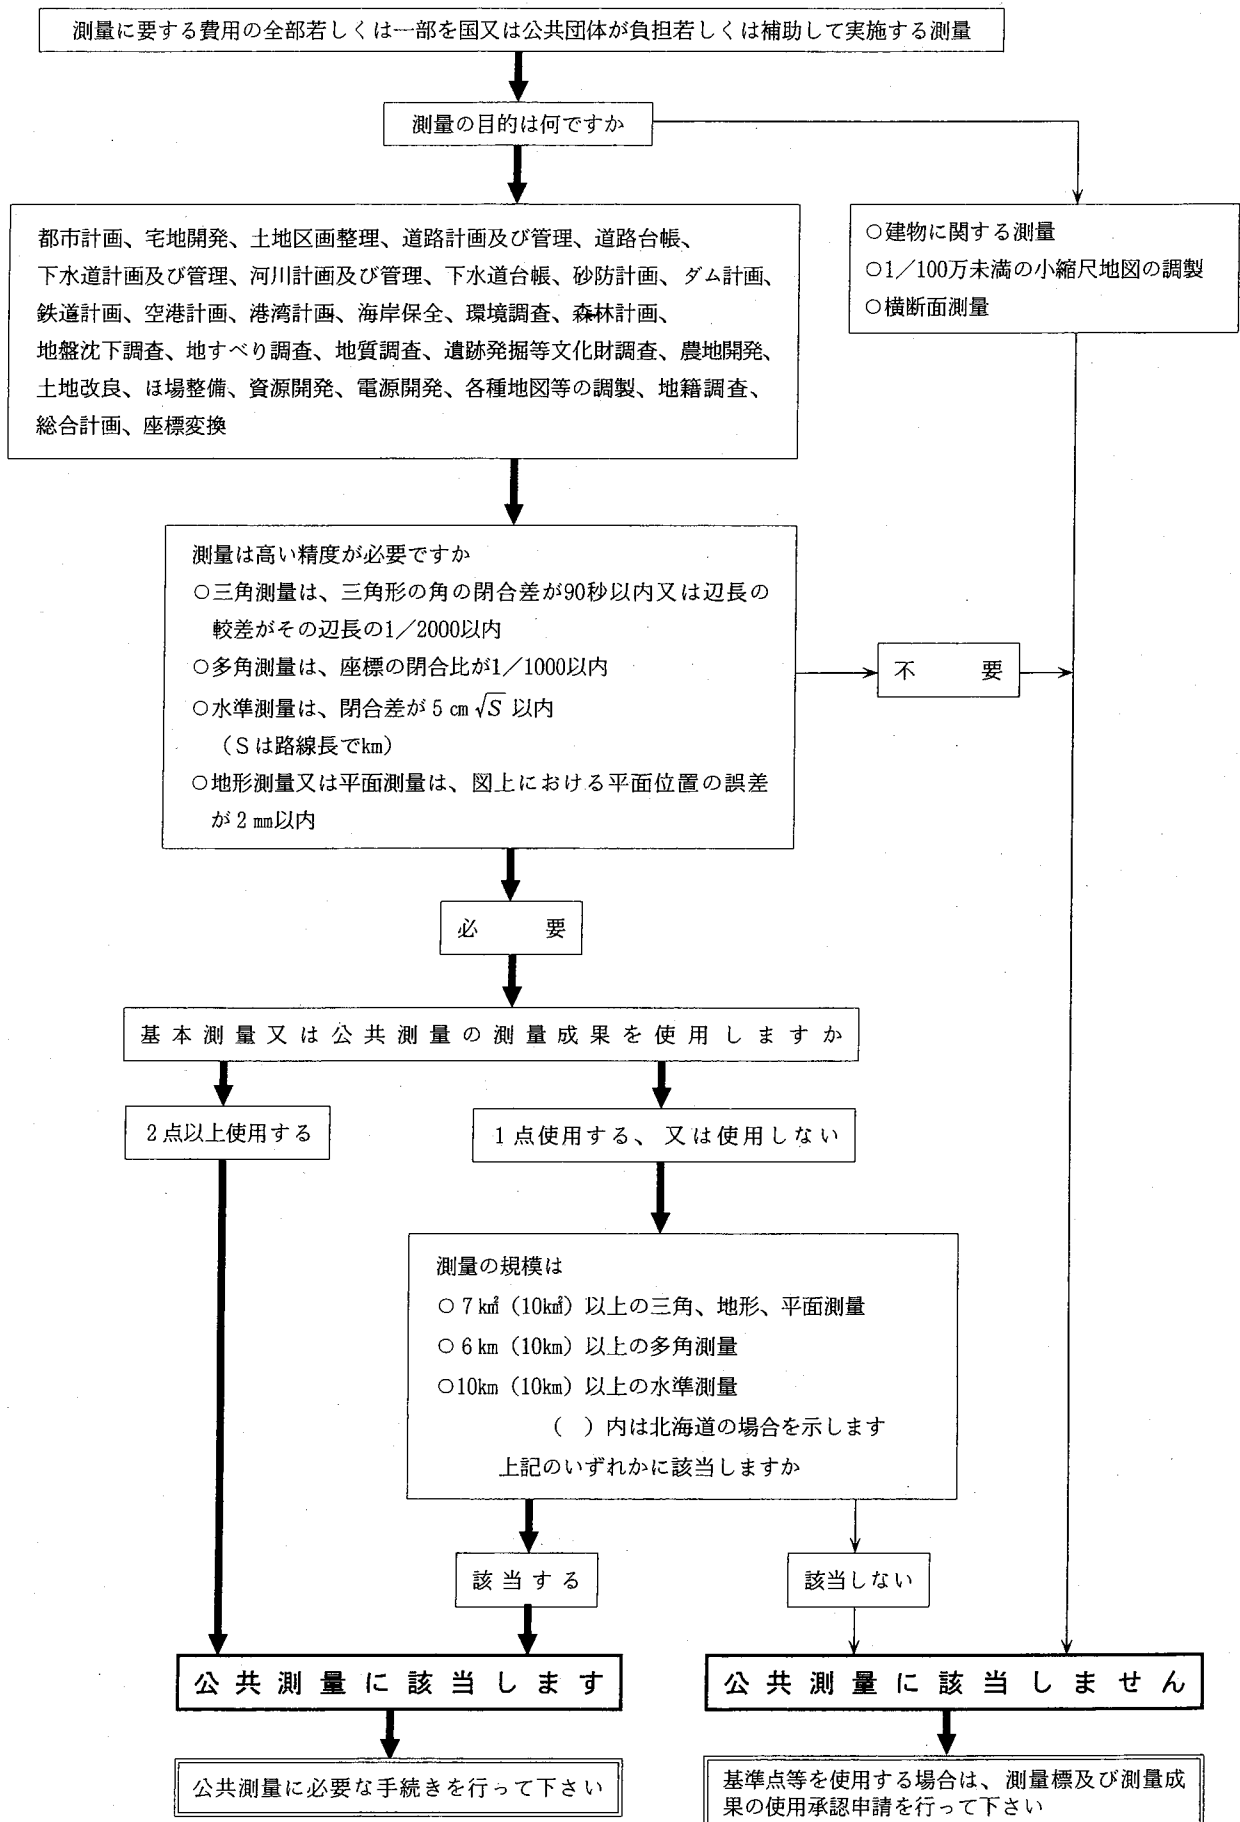 測量に要する費用の全部若しくは一部を国又は公共団体が負担若しくは補助して実施する測量
測量の目的は何ですか
都市計画、宅地開発、土地区画整理、道路計画及び管理、道路台帳、
下水道計画及び管理、河川計画及び管理、下水道台帳、砂防計画、ダム計画、
鉄道計画、空港計画、港湾計画、海岸保全、環境調査、森林計画、
地盤沈下調査、地すべり調査、地質調査、遺跡発掘等文化財調査、農地開発、
土地改良、ほ場整備、資源開発、電源開発、各種地図等の調製、地籍調査、
総合計画、座標変換
○建物に関する測量
○1/100万未満の小縮尺地図の調製
○横断面測量
測量は高い精度が必要ですか
○三角測量は、三角形の角の閉合差が90秒以内又は辺長の
較差がその辺長の1/2000以内
○多角測量は、座標の閉合比が1/1000以内
○水準測量は、閉合差が5㎝√S以内
（Sは路線長で㎞）
○地形測量又は平面測量は、図上における平面位置の誤差
が2㎜以内
不　　要
必　　要
基本測量又は公共測量の測量成果を使用しますか
2点以上使用する
1点使用する、又は使用しない
測量の規模は
○7㎢（10㎢）以上の三角、地形、平面測量
○6㎞（10㎞）以上の多角測量
○10㎞（10㎞）以上の水準測量
（　）内は北海道の場合を示します
上記のいずれかに該当しますか
該当する
該当しない
公共測量に該当します
公共測量に該当しません
公共測量に必要な手続きを行って下さい
基準点等を使用する場合は、測量標及び測量成
果の使用承認申請を行って下さい